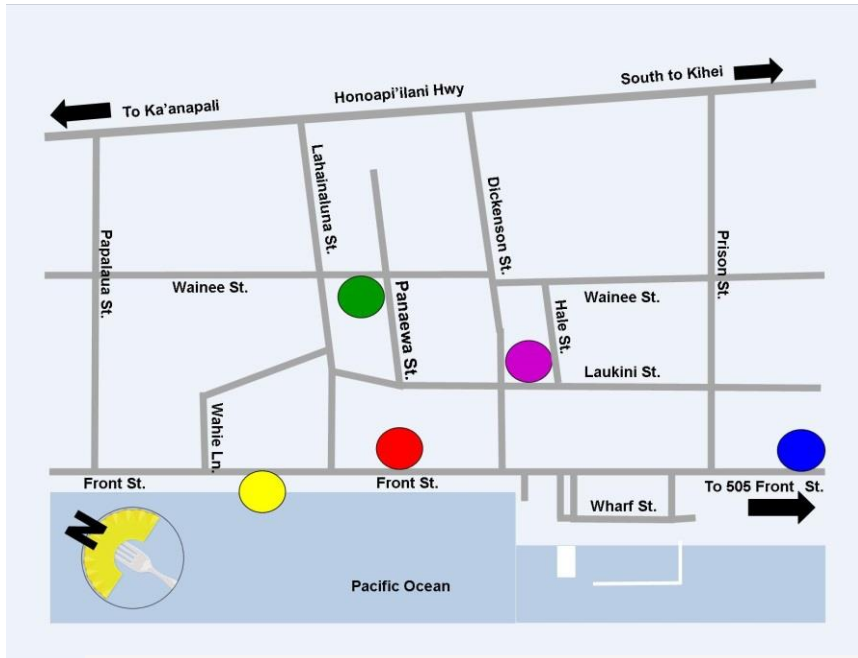 South to Kihei
Honoapi'ilani Hwy
To Ka'anapali
Lahainaluna St.
Dickenson St.
Papalaua St.
Prison St.
Wainee St.
Panaewa St.
Wainee St.
Hale St.
Laukini St.
Wahie Ln.
Front St.
Front St.
To 505 Front St.
Wharf St.
N
Pacific Ocean